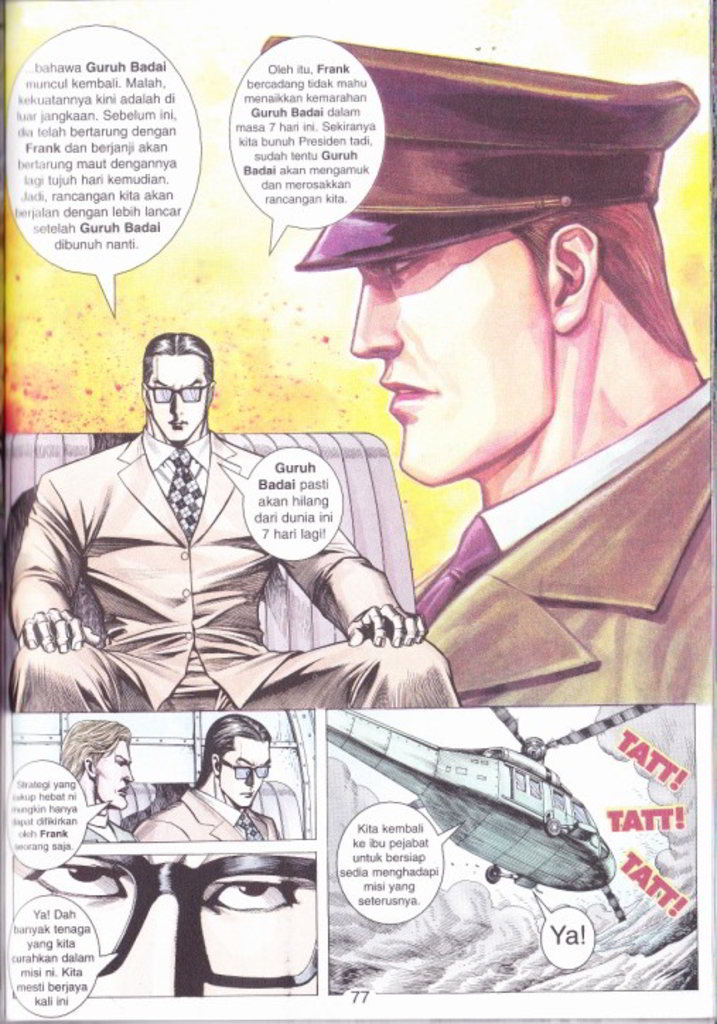 ...bahawa Guruh Badai
muncul kembali. Malah,
kekuatannya kini adalah di
luar jangkaan. Sebelum ini,
dia telah bertarung dengan
Frank dan berjanji akan
bertarung maut dengannya
lagi tujuh hari kemudian.
Jadi, rancangan kita akan
berjalan dengan lebih lancar
setelah Guruh Badai
dibunuh nanti.
Oleh itu, Frank
bercadang tidak mahu
menaikkan kemarahan
Guruh Badai dalam
masa 7 hari ini. Sekiranya
kita bunuh Presiden tadi,
sudah tentu Guruh
Badai akan mengamuk
dan merosakkan
rancangan kita.
Guruh
Badai pasti
akan hilang
dari dunia ini
7 hari lagi!
Strategi yang
cukup hebat ni
mungkin hanya
dapat difikirkan
oleh Frank
seorang saja.
Ya! Dah
banyak tenaga
yang kita
curahkan dalam
misi ni. Kita
mesti berjaya
kali ini
Kita kembali
ke ibu pejabat
untuk bersiap
sedia menghadapi
misi yang
seterusnya.
Ya!
TATT!
TATT!
TATT!
77